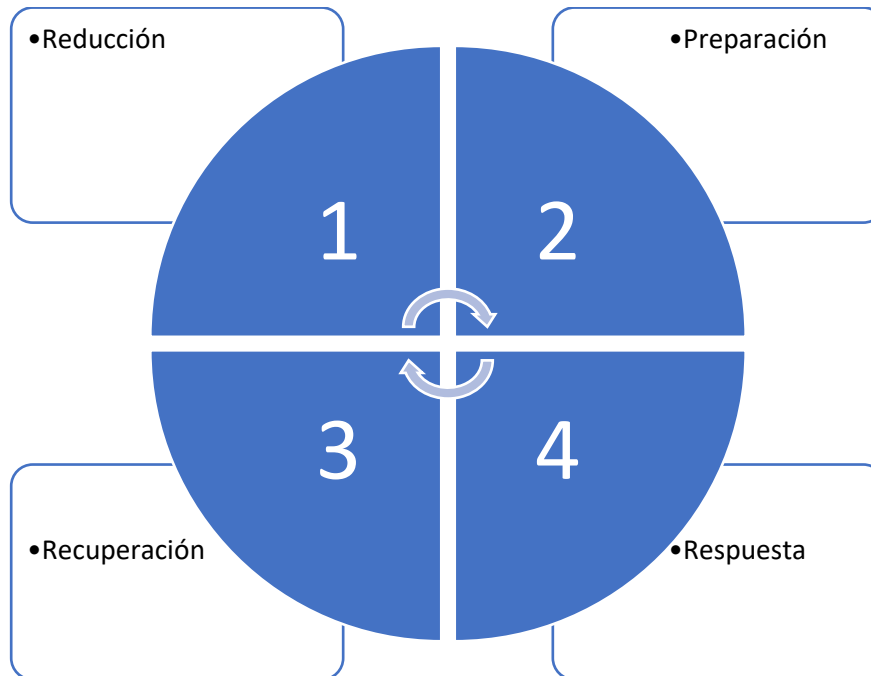 •Reducción
•Preparación
1
2
3
4
•Recuperación
•Respuesta